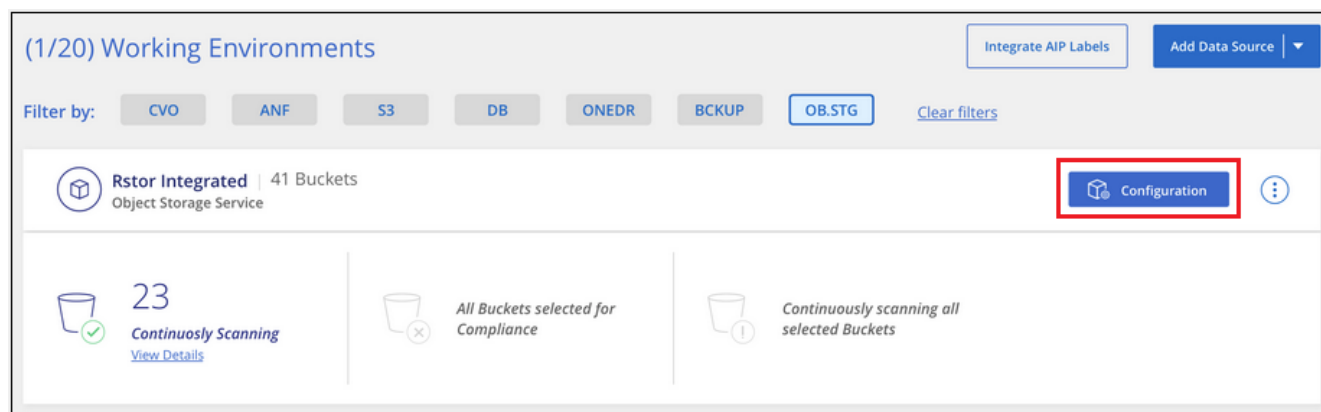 (1/20) Working Environments
Integrate AIP Labels
Add Data Source
Filter by:
CVO
ANF
S3
DB
ONEDR
BCKUP
OB.STG
Clear filters
Rstor Integrated | 41 Buckets
Object Storage Service
Configuration
23
Continuosly Scanning
View Details
All Buckets selected for
Compliance
Continuously scanning all
selected Buckets